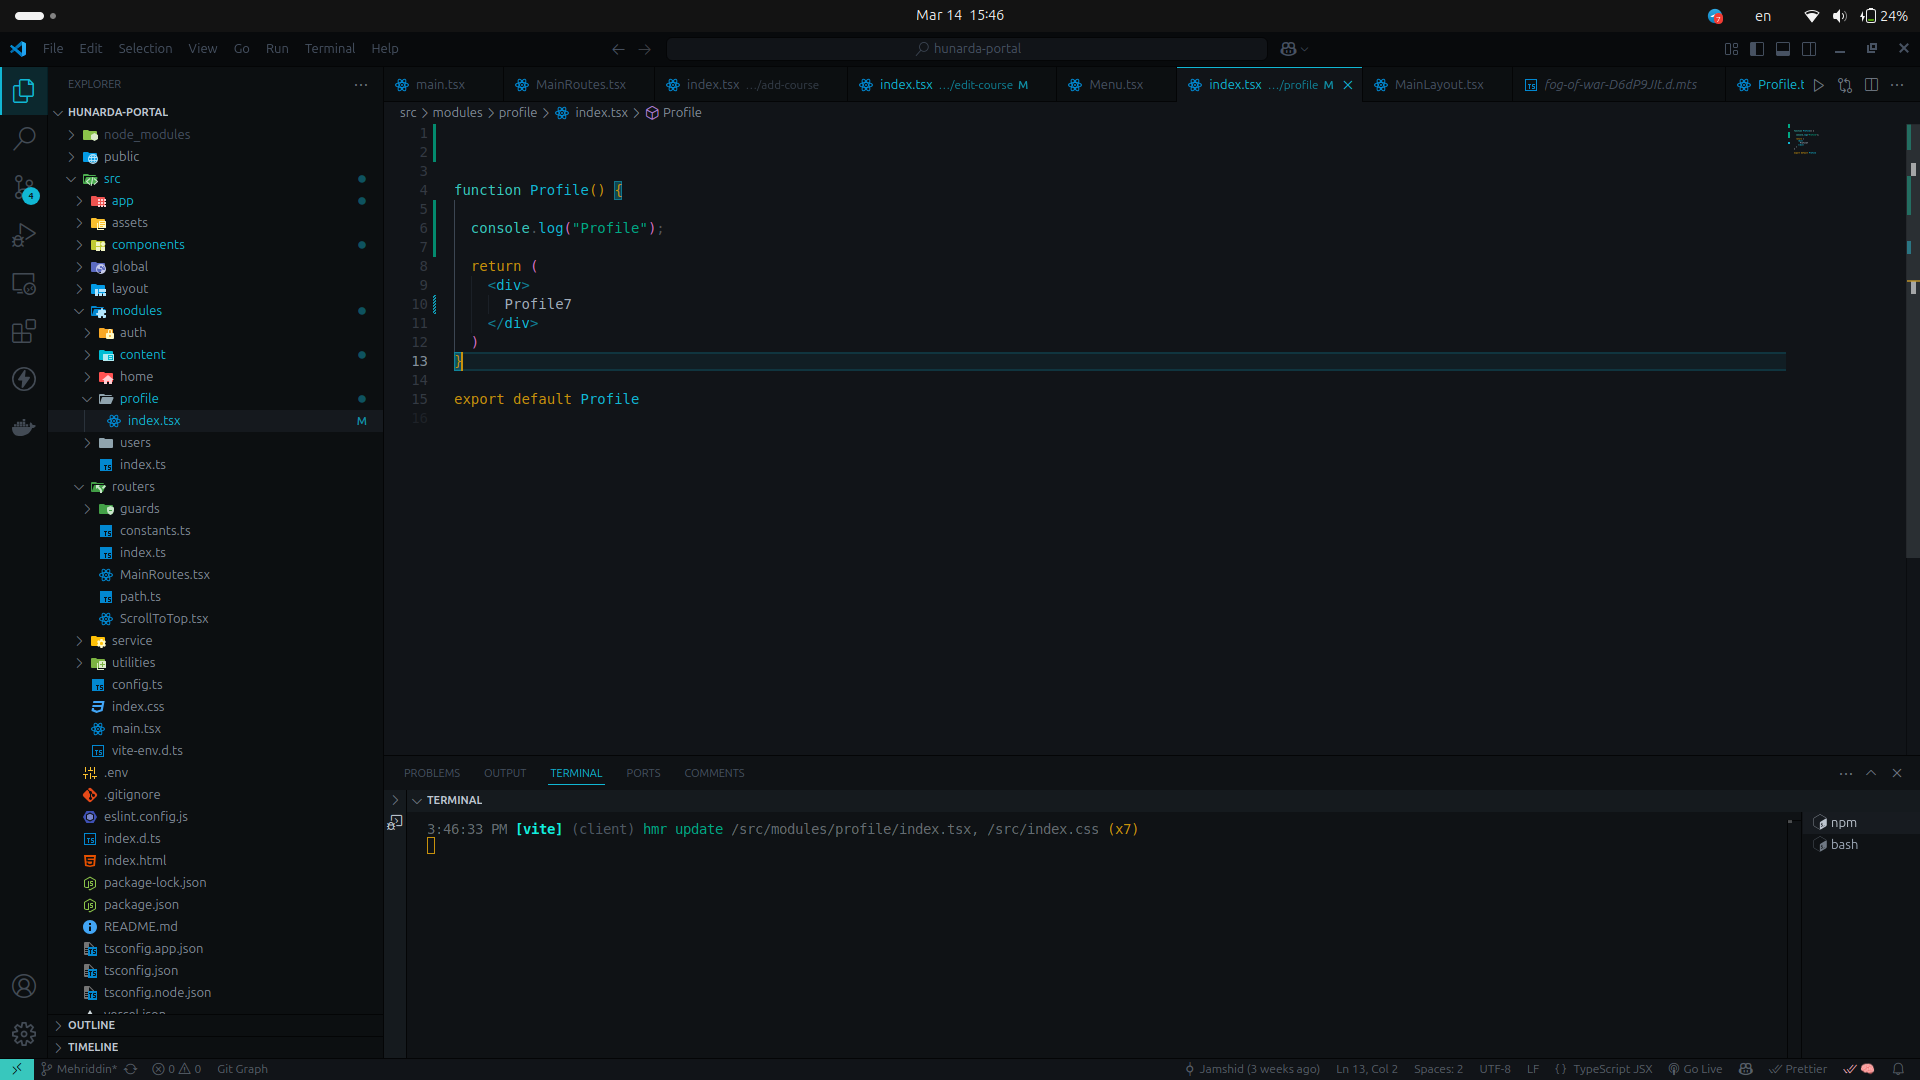 Mar 14 15:46
7
en
24%
File Edit Selection View Go Run Terminal Help
hunarda-portal
EXPLORER
HUNARDA-PORTAL
node_modules
public
src
app
assets
components
global
layout
modules
auth
content
home
profile
index.tsx M
users
index.ts
routers
guards
constants.ts
index.ts
MainRoutes.tsx
path.ts
ScrollToTop.tsx
service
utilities
config.ts
index.css
main.tsx
vite-env.d.ts
.env
.gitignore
eslint.config.js
index.d.ts
index.html
package-lock.json
package.json
README.md
tsconfig.app.json
tsconfig.json
tsconfig.node.json
vercel.json
OUTLINE
TIMELINE
4
main.tsx
MainRoutes.tsx
index.tsx .../add-course
index.tsx .../edit-course M
Menu.tsx
index.tsx .../profile M
MainLayout.tsx
fog-of-war-D6dP9JIt.d.mts
Profile.t
src > modules > profile > index.tsx > Profile
1
2
3
4 function Profile() {
5
6 console.log("Profile");
7
8 return (
9 <div>
10 Profile7
11 </div>
12 )
13 }
14
15 export default Profile
16
PROBLEMS OUTPUT TERMINAL PORTS COMMENTS
TERMINAL
3:46:33 PM [vite] (client) hmr update /src/modules/profile/index.tsx, /src/index.css (x7)
npm
bash
Mehriddin* 0 0 Git Graph
Jamshid (3 weeks ago) Ln 13, Col 2 Spaces: 2 UTF-8 LF { } TypeScript JSX Go Live Prettier